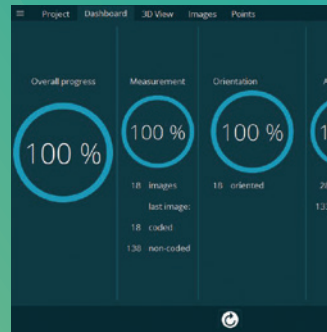 Project Dashboard 3D View Images Points
Overall progress
100 %
Measurement
100 %
18 images
last image:
18 coded
138 non-coded
Orientation
100 %
18 oriented